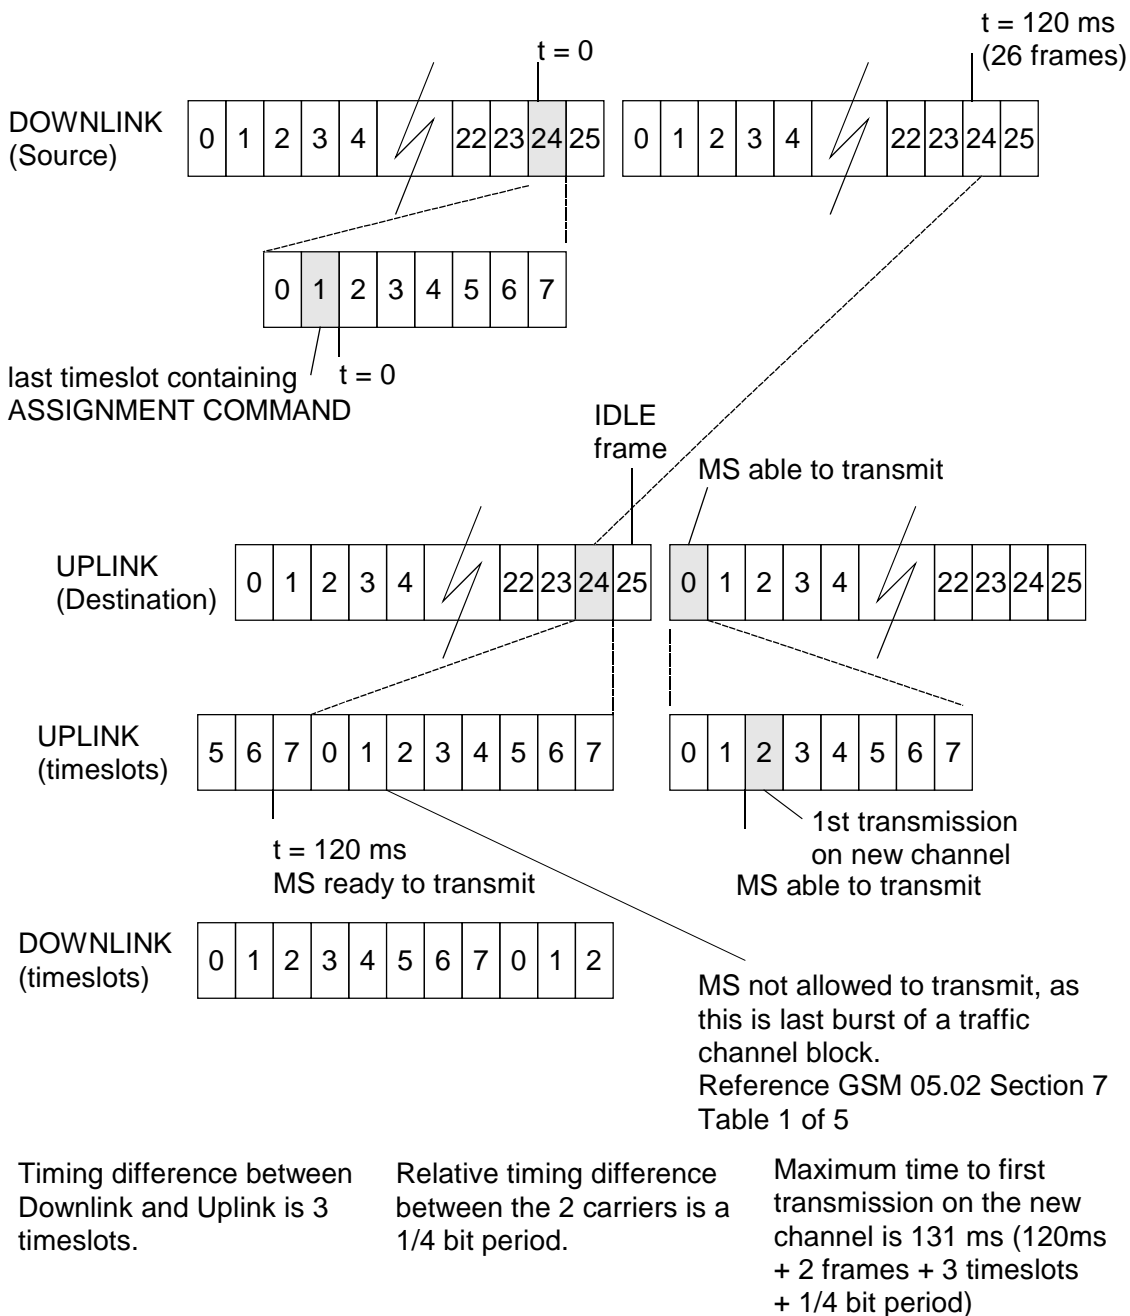 t = 120 ms
(26 frames)
t = 0
DOWNLINK
(Source)
0 1 2 3 4 22 23 24 25 0 1 2 3 4 22 23 24 25
0 1 2 3 4 5 6 7
t = 0
last timeslot containing
ASSIGNMENT COMMAND
IDLE
frame
MS able to transmit
UPLINK
(Destination)
0 1 2 3 4 22 23 24 25 0 1 2 3 4 22 23 24 25
UPLINK
(timeslots)
5 6 7 0 1 2 3 4 5 6 7 0 1 2 3 4 5 6 7
t = 120 ms
MS ready to transmit
1st transmission
on new channel
MS able to transmit
DOWNLINK
(timeslots)
0 1 2 3 4 5 6 7 0 1 2
MS not allowed to transmit, as
this is last burst of a traffic
channel block.
Reference GSM 05.02 Section 7
Table 1 of 5
Timing difference between
Downlink and Uplink is 3
timeslots.
Relative timing difference
between the 2 carriers is a
1/4 bit period.
Maximum time to first
transmission on the new
channel is 131 ms (120ms
+ 2 frames + 3 timeslots
+ 1/4 bit period)